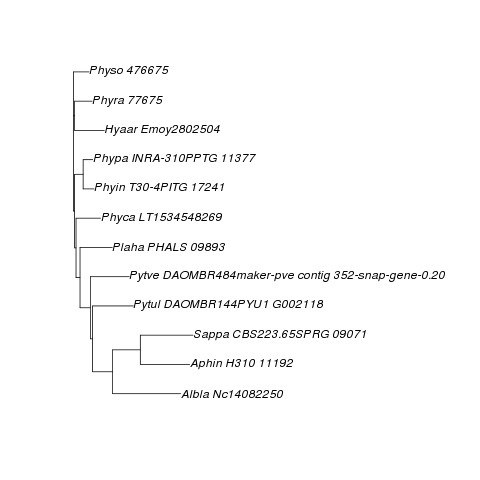 Physo 476675
Phyra 77675
Hyaar Emoy2802504
Phypa INRA-310PPTG 11377
Phyin T30-4PITG 17241
Phyca LT1534548269
Plaha PHALS 09893
Pytve DAOMBR484maker-pve contig 352-snap-gene-0.20
Pytul DAOMBR144PYU1 G002118
Sappa CBS223.65SPRG 09071
Aphin H310 11192
Albla Nc14082250